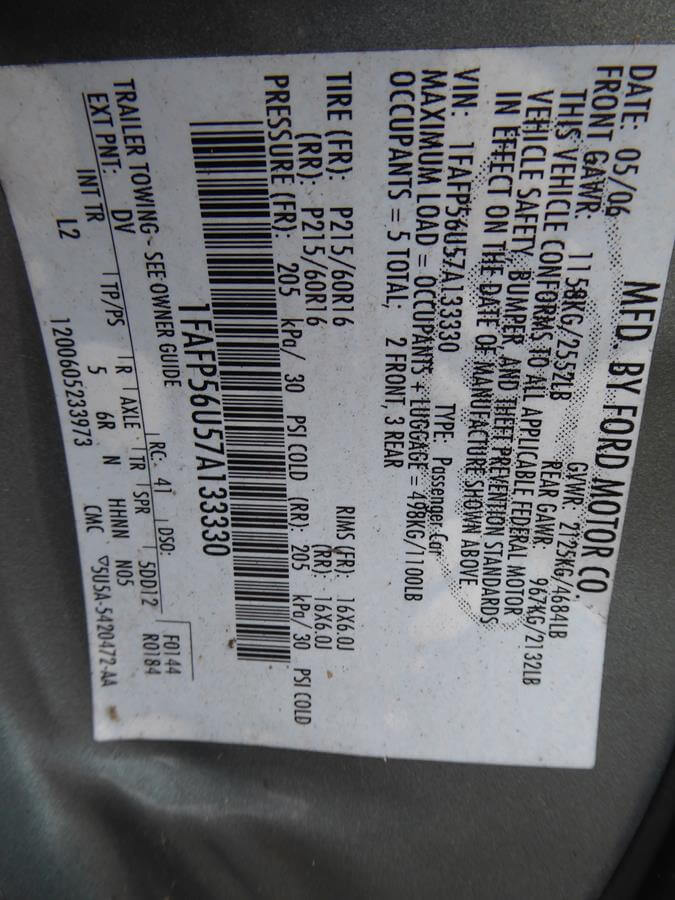 MFD. BY FORD MOTOR CO.
DATE: 05/06 GVWR: 2125KG/4684LB
FRONT GAWR: 1158KG/2557LB REAR GAWR: 967KG/2132LB
THIS VEHICLE CONFORMS TO ALL APPLICABLE FEDERAL MOTOR
VEHICLE SAFETY, BUMPER, AND THEFT PREVENTION STANDARDS
IN EFFECT ON THE DATE OF MANUFACTURE SHOWN ABOVE
VIN: 1FAFP56U57A133330 TYPE: Passenger Car
MAXIMUM LOAD = OCCUPANTS + LUGGAGE = 498KG/1100LB
OCCUPANTS = 5 TOTAL, 2 FRONT, 3 REAR
TIRE (FR): P215/60R16 RIMS (FR): 16X6.0J
(RR): P215/60R16 (RR): 16X6.0J
PRESSURE (FR): 205 kPa/ 30 PSI COLD (RR): 205 kPa/ 30 PSI COLD
1FAFP56U57A133330
TRAILER TOWING - SEE OWNER GUIDE
F0144
R0184
EXT PNT: DV RC: 41 DSO: 5DD12
INT TR TP/PS R AXLE TR SPR
L2 5 6R N HHNN N05
1200605233973 CMC ▽5U5A-5420472-AA